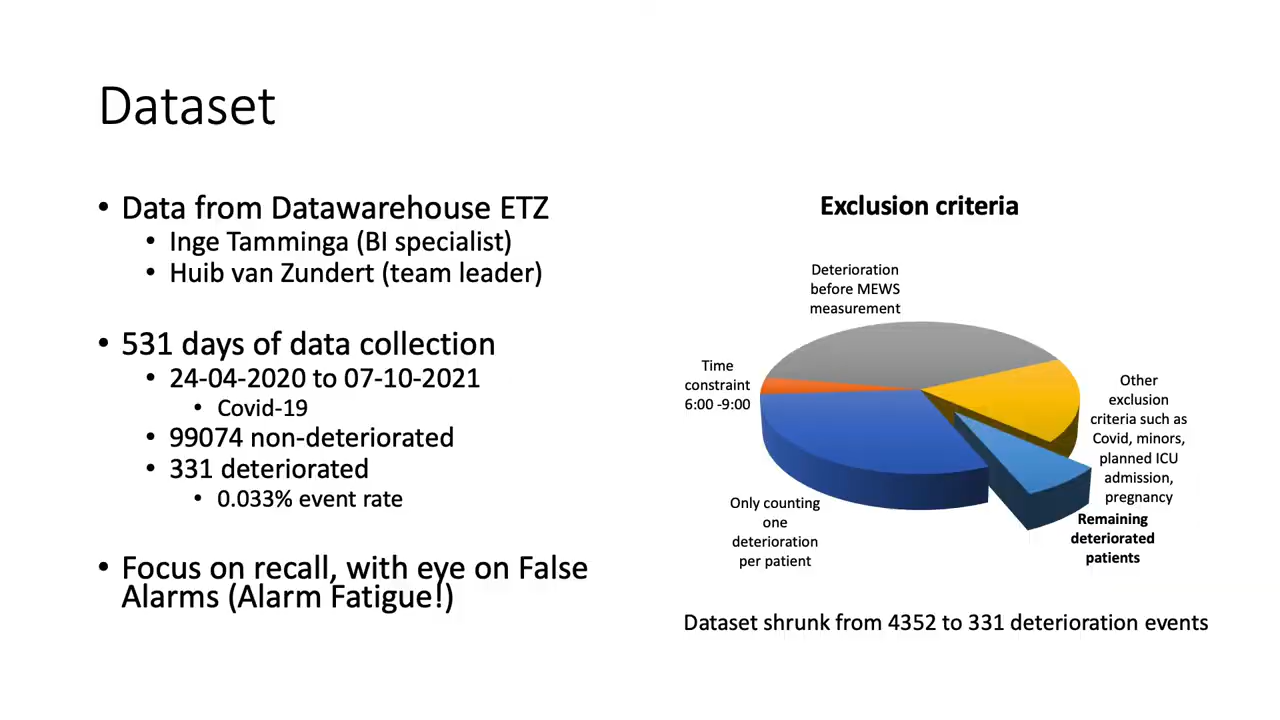 Dataset
• Data from Datawarehouse ETZ
• Inge Tamminga (BI specialist)
• Huib van Zundert (team leader)
• 531 days of data collection
• 24-04-2020 to 07-10-2021
• Covid-19
• 99074 non-deteriorated
• 331 deteriorated
• 0.033% event rate
• Focus on recall, with eye on False
Alarms (Alarm Fatigue!)
Exclusion criteria
Deterioration
before MEWS
measurement
Time
constraint
6:00 -9:00
Other
exclusion
criteria such as
Covid, minors,
planned ICU
admission,
pregnancy
Only counting
one
deterioration
per patient
Remaining
deteriorated
patients
Dataset shrunk from 4352 to 331 deterioration events